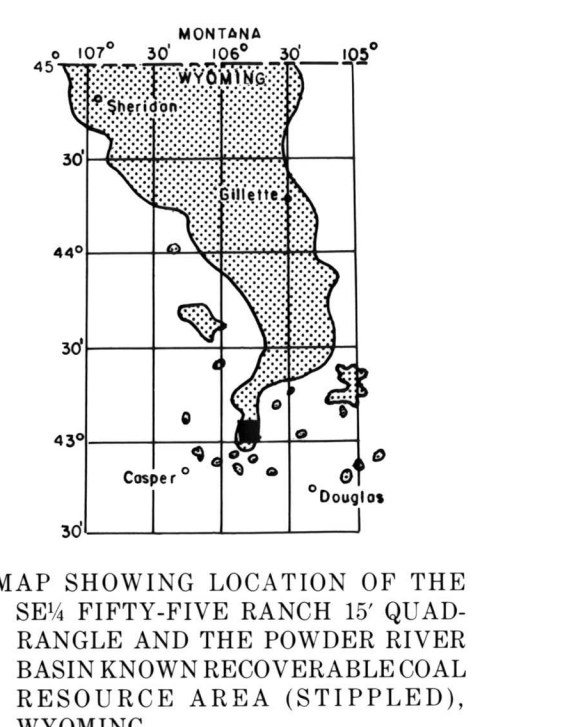 MONTANA
45° 107° 30' 106° 30' 105°
WYOMING
Sheridan
30'
Gillette
44°
30'
43°
Casper
Douglas
30'
MAP SHOWING LOCATION OF THE
SE¼ FIFTY-FIVE RANCH 15′ QUAD-
RANGLE AND THE POWDER RIVER
BASIN KNOWN RECOVERABLE COAL
RESOURCE AREA (STIPPLED),
WYOMING